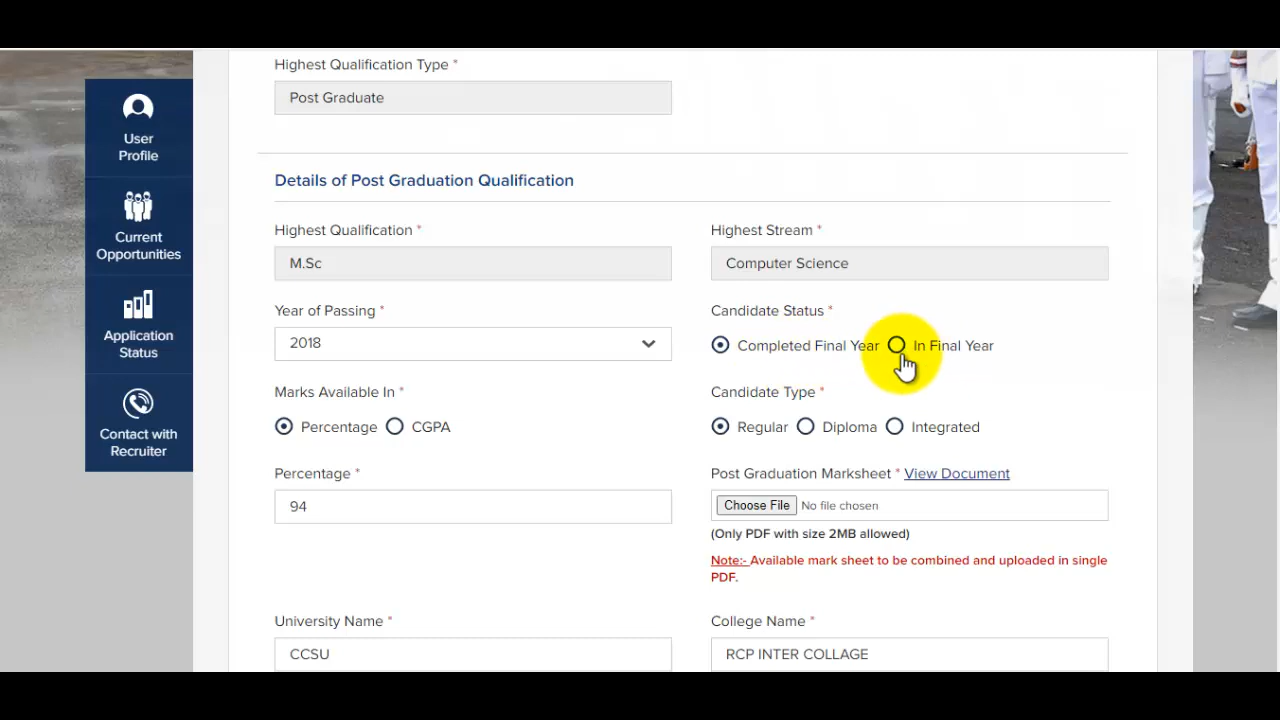 User
Profile
Current
Opportunities
Application
Status
Contact with
Recruiter
Highest Qualification Type *
Post Graduate
Details of Post Graduation Qualification
Highest Qualification *
Highest Stream *
M.Sc
Computer Science
Year of Passing *
Candidate Status *
2018
Completed Final Year In Final Year
Marks Available In *
Candidate Type *
Percentage CGPA
Regular Diploma Integrated
Percentage *
Post Graduation Marksheet * View Document
94
Choose File No file chosen
(Only PDF with size 2MB allowed)
Note:- Available mark sheet to be combined and uploaded in single
PDF.
University Name *
College Name *
CCSU
RCP INTER COLLAGE